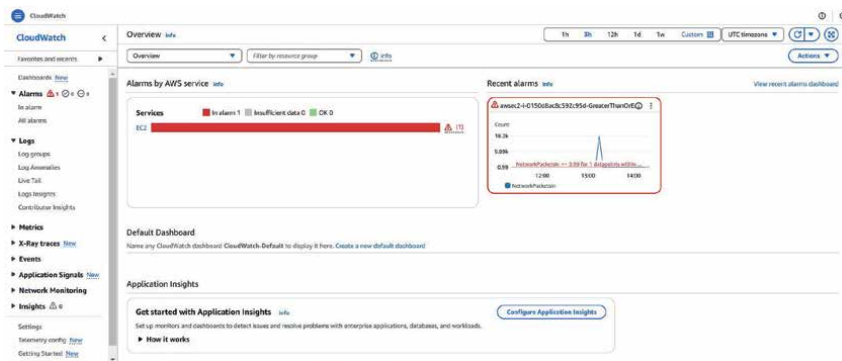 CloudWatch
CloudWatch
Favorites and recents
Dashboards New
Alarms
In alarm
All alarms
Logs
Log groups
Log Anomalies
Live Tail
Logs Insights
Contributor Insights
Metrics
X-Ray traces New
Events
Application Signals New
Network Monitoring
Insights
Settings
Telemetry config New
Getting Started New
Overview Info
1h 3h 12h 1d 1w Custom UTC timezone
Overview Filter by resource group Info
Actions
Alarms by AWS service Info
Services In alarm 1 Insufficient data 0 OK 0
EC2 (1)
Recent alarms Info View recent alarms dashboard
Count
NetworkPacketsIn >= 0.99 for 1 datapoints within ...
12:00 13:00 14:00
NetworkPacketsIn
Default Dashboard
Name any CloudWatch dashboard CloudWatch-Default to display it here. Create a new default dashboard
Application Insights
Get started with Application Insights Info
Configure Application Insights
Set up monitors and dashboards to detect issues and resolve problems with enterprise applications, databases, and workloads.
How it works